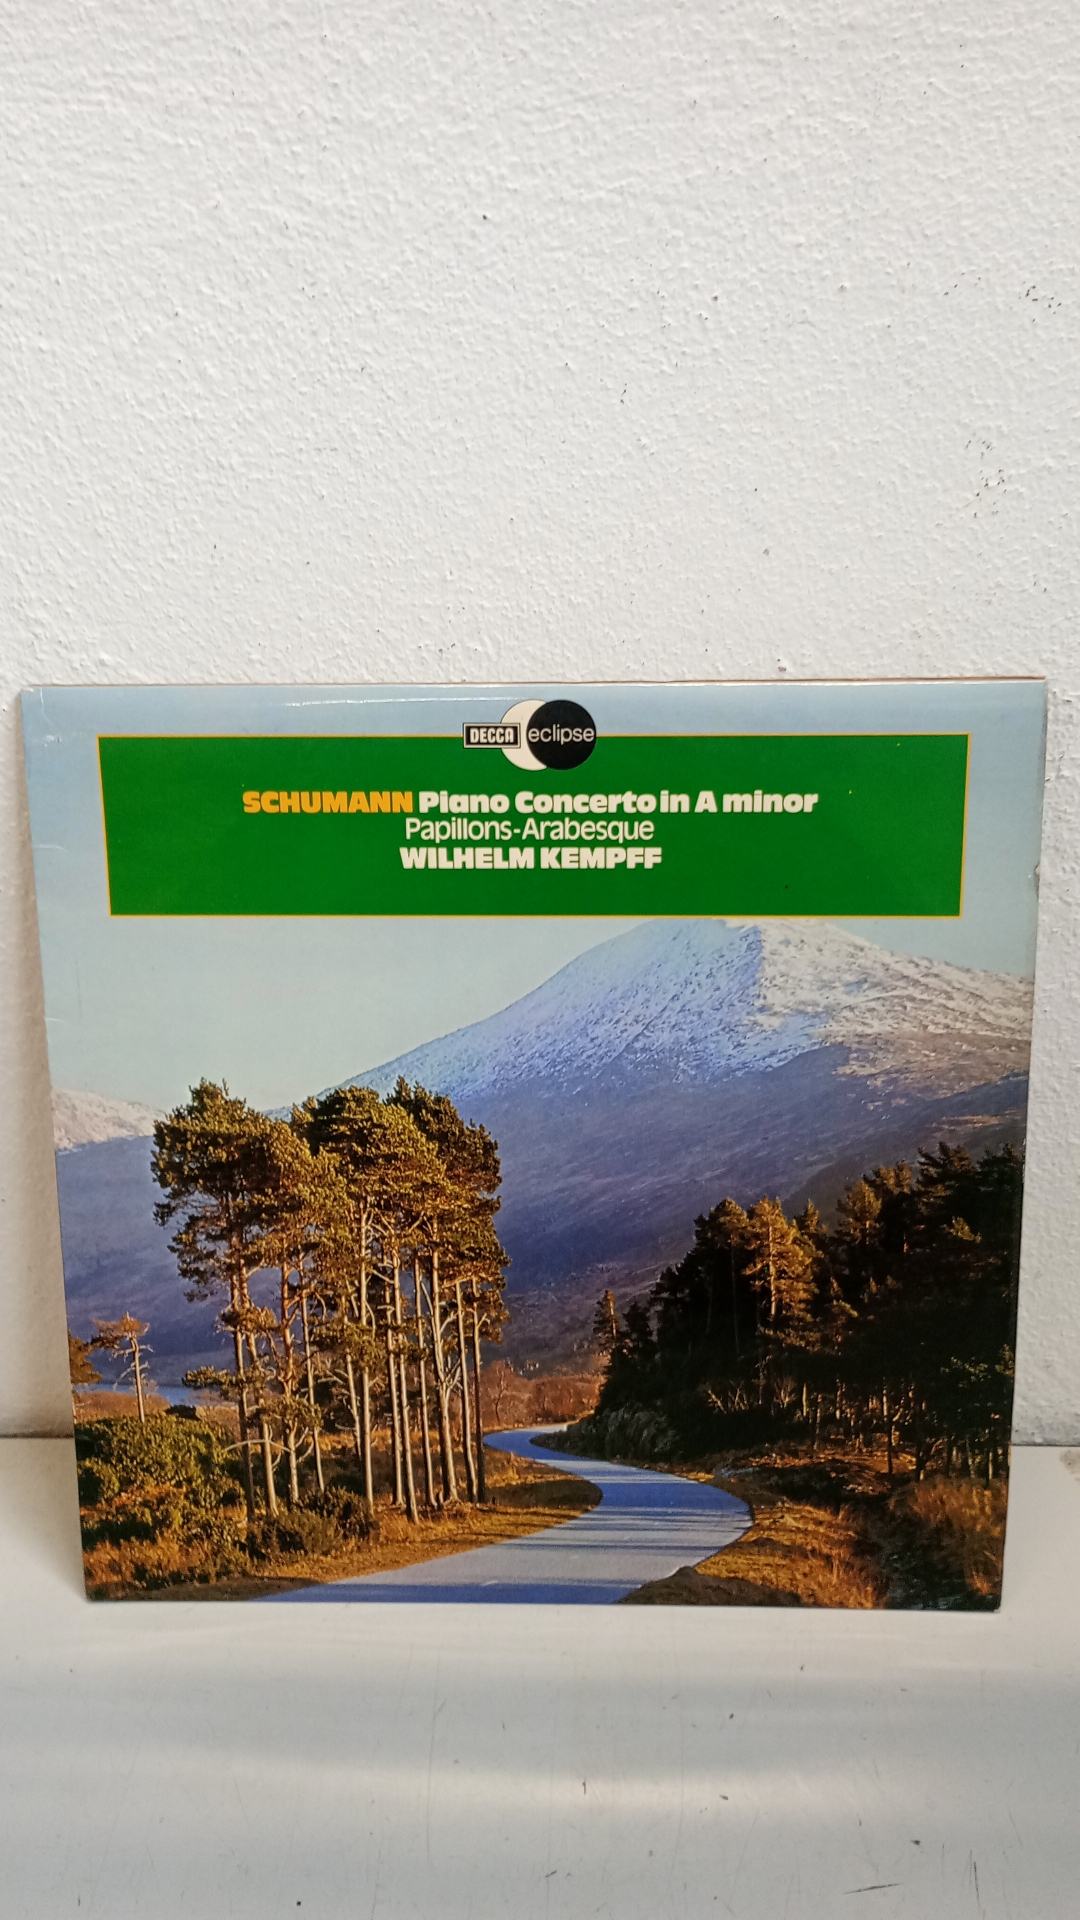 DECCA eclipse
SCHUMANN Piano Concerto in A minor
Papillons-Arabesque
WILHELM KEMPFF